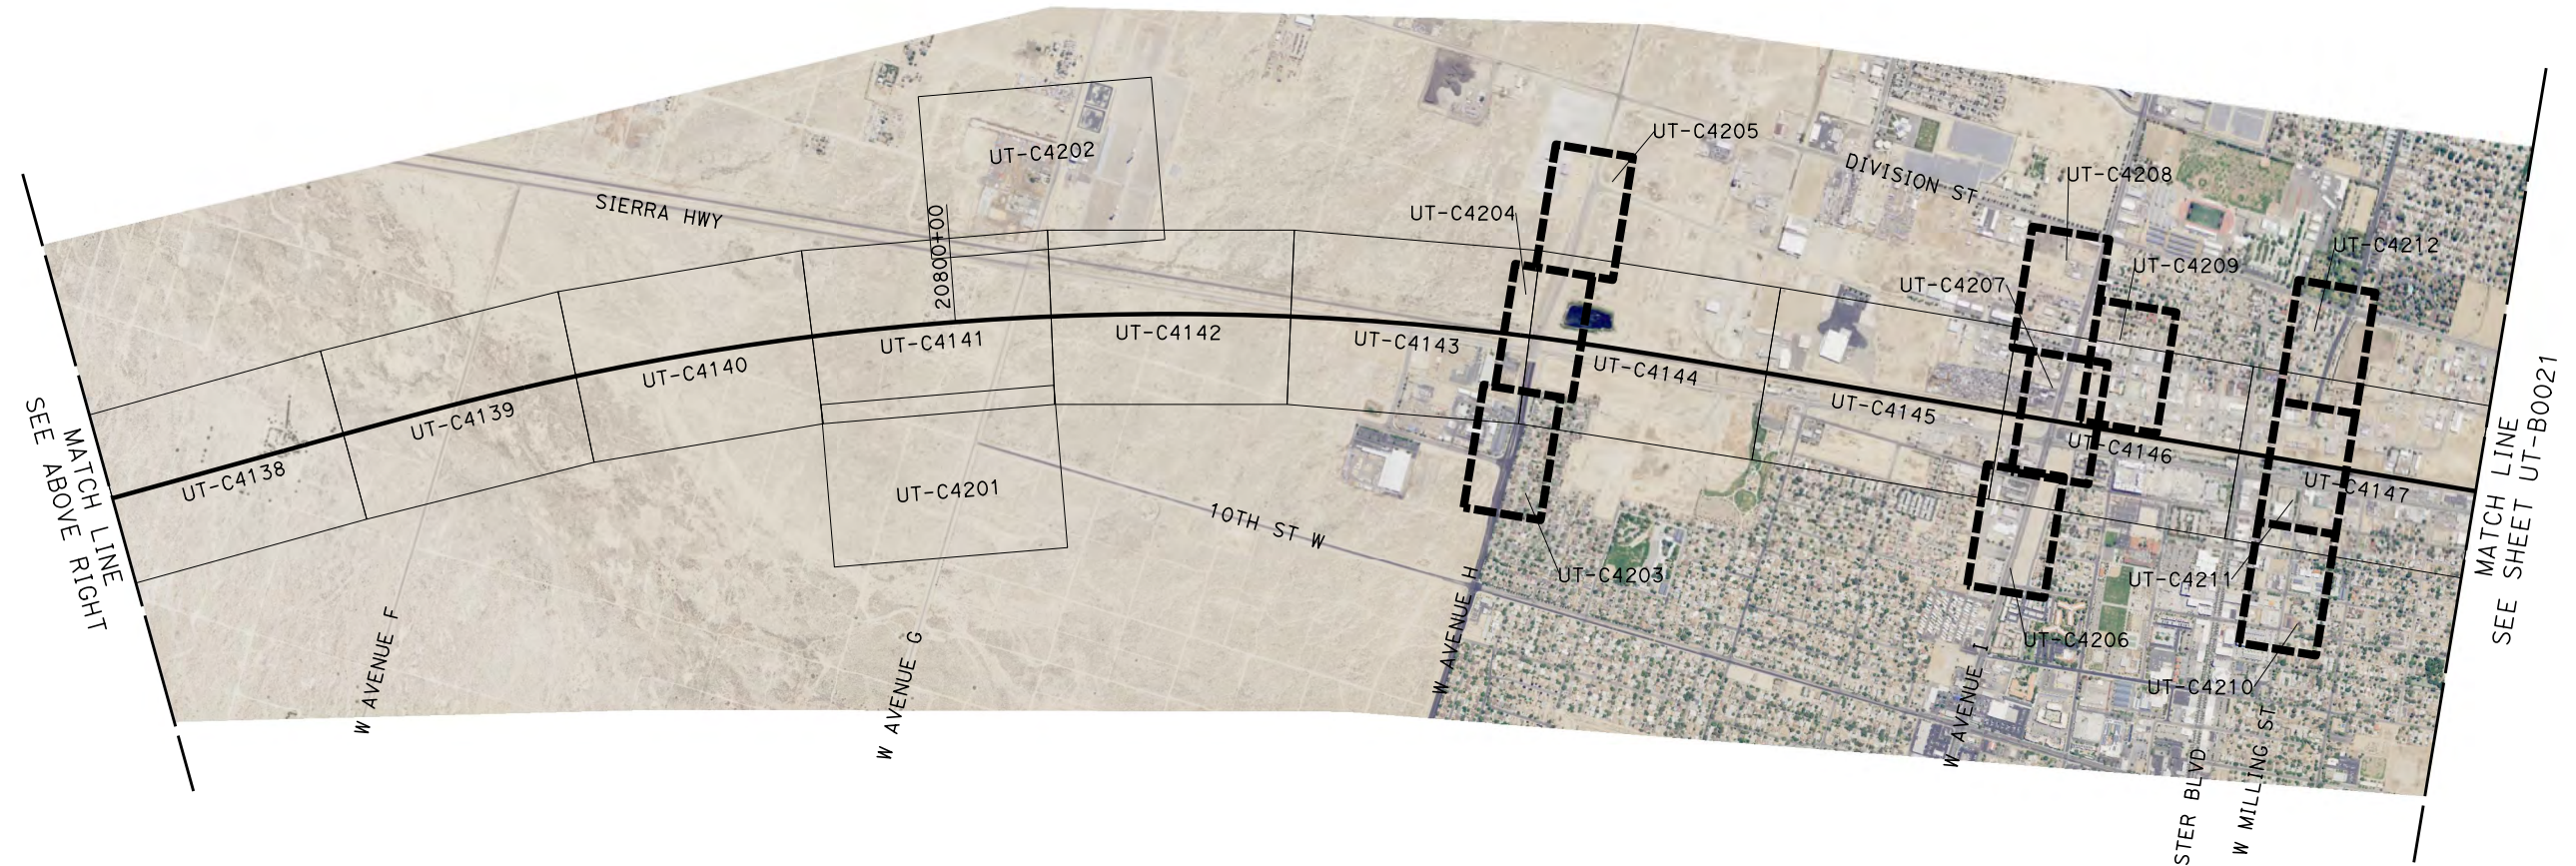 UT-C4205
UT-C4202
DIVISION ST
UT-C4208
SIERRA HWY
UT-C4204
UT-C4212
20800+00
UT-C4209
UT-C4207
UT-C4141
UT-C4142
UT-C4143
UT-C4140
UT-C4144
UT-C4145
UT-C4139
UT-C4146
UT-C4138
UT-C4147
MATCH LINE
SEE ABOVE RIGHT
MATCH LINE
SEE SHEET UT-B0021
UT-C4201
10TH ST W
UT-C4203
UT-C4211
UT-C4206
UT-C4210
W AVENUE F
W AVENUE G
W AVENUE H
W AVENUE I
STER BLVD
W MILLING ST